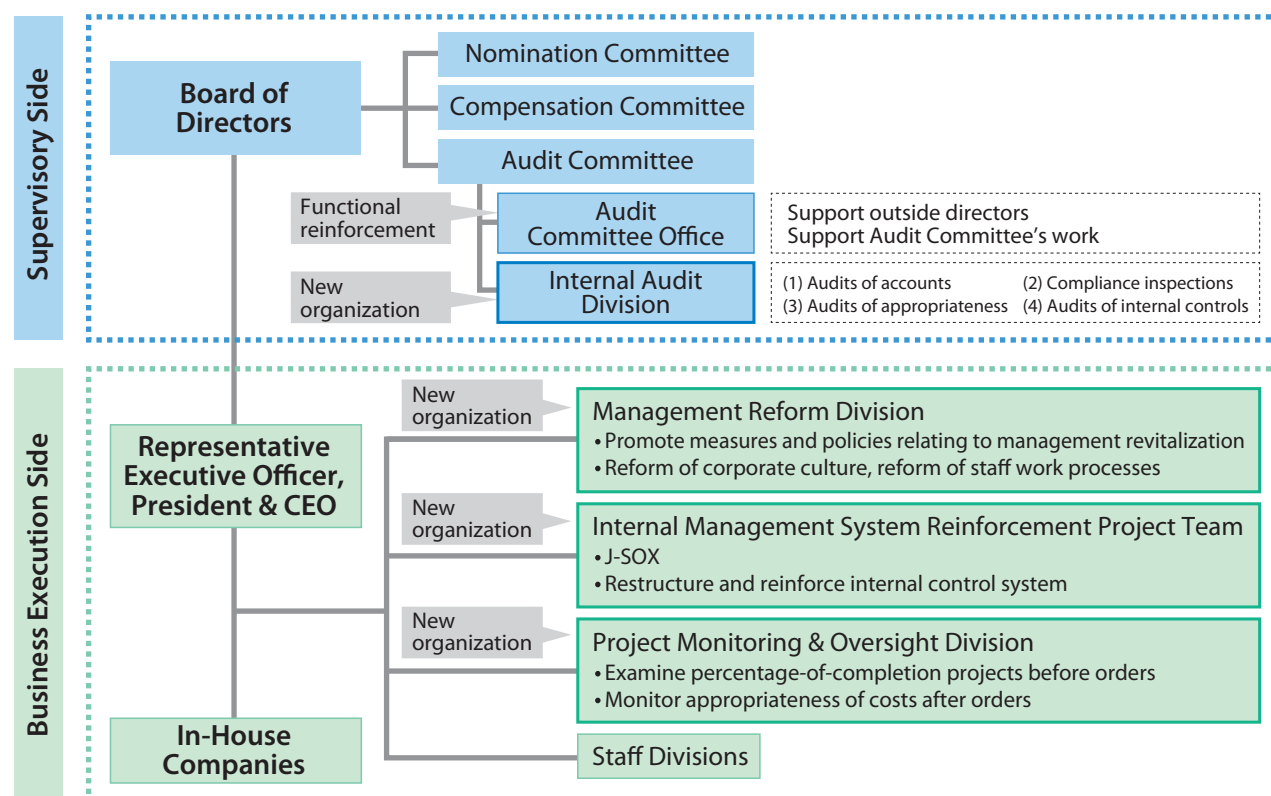 Supervisory Side
Board of
Directors
Nomination Committee
Compensation Committee
Audit Committee
Functional
reinforcement
Audit
Committee Office
Support outside directors
Support Audit Committee's work
New
organization
Internal Audit
Division
(1) Audits of accounts (2) Compliance inspections
(3) Audits of appropriateness (4) Audits of internal controls
Business Execution Side
Representative
Executive Officer,
President & CEO
In-House
Companies
New
organization
Management Reform Division
• Promote measures and policies relating to management revitalization
• Reform of corporate culture, reform of staff work processes
New
organization
Internal Management System Reinforcement Project Team
• J-SOX
• Restructure and reinforce internal control system
New
organization
Project Monitoring & Oversight Division
• Examine percentage-of-completion projects before orders
• Monitor appropriateness of costs after orders
Staff Divisions